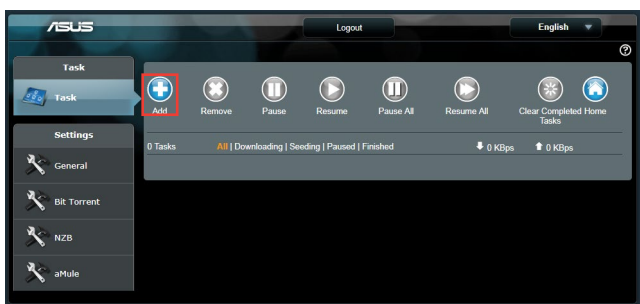 ASUS
Logout
English
?
Task
Task
Settings
General
Bit Torrent
NZB
aMule
Add
Remove
Pause
Resume
Pause All
Resume All
Clear Completed
Tasks
Home
0 Tasks
All | Downloading | Seeding | Paused | Finished
0 KBps
0 KBps